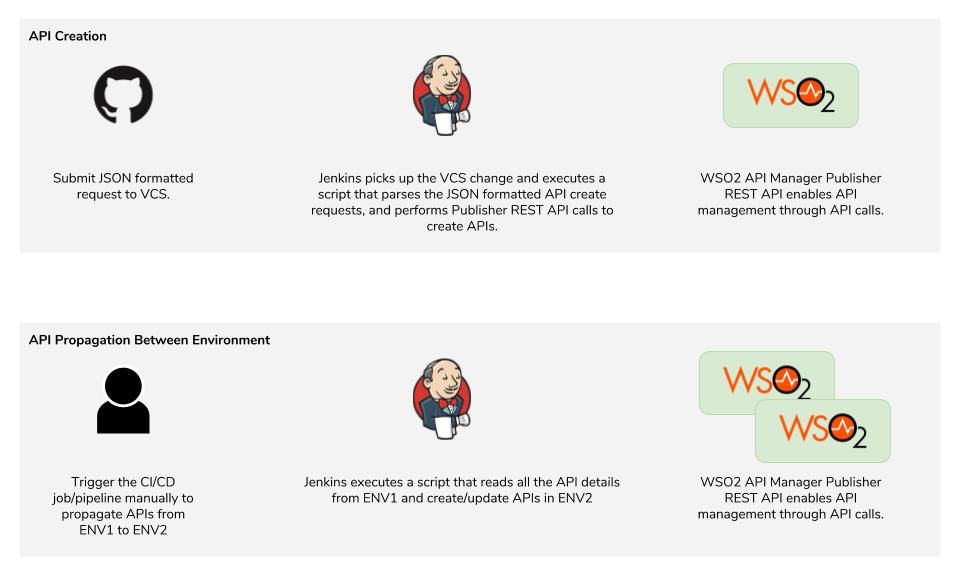 API Creation
WSO2
Submit JSON formatted
request to VCS.
Jenkins picks up the VCS change and executes a
script that parses the JSON formatted API create
requests, and performs Publisher REST API calls to
create APIs.
WSO2 API Manager Publisher
REST API enables API
management through API calls.
API Propagation Between Environment
WSO2
WSO2
Trigger the CI/CD
job/pipeline manually to
propagate APIs from
ENV1 to ENV2
Jenkins executes a script that reads all the API details
from ENV1 and create/update APIs in ENV2
WSO2 API Manager Publisher
REST API enables API
management through API calls.